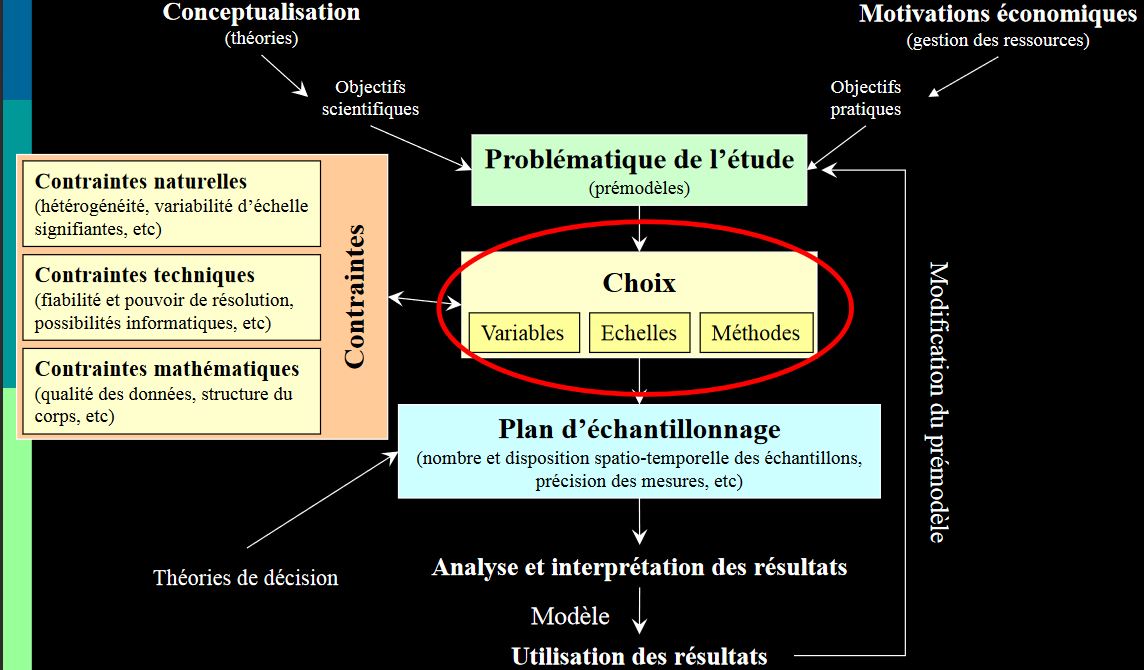 Conceptualisation
(théories)
Motivations économiques
(gestion des ressources)
Objectifs
scientifiques
Objectifs
pratiques
Problématique de l'étude
(prémodèles)
Contraintes naturelles
(hétérogénéité, variabilité d'échelle
signifiantes, etc)
Contraintes techniques
(fiabilité et pouvoir de résolution,
possibilités informatiques, etc)
Contraintes mathématiques
(qualité des données, structure du
corps, etc)
Contraintes
Choix
Variables
Echelles
Méthodes
Plan d'échantillonnage
(nombre et disposition spatio-temporelle des échantillons,
précision des mesures, etc)
Modification du prémodèle
Théories de décision
Analyse et interprétation des résultats
Modèle
Utilisation des résultats